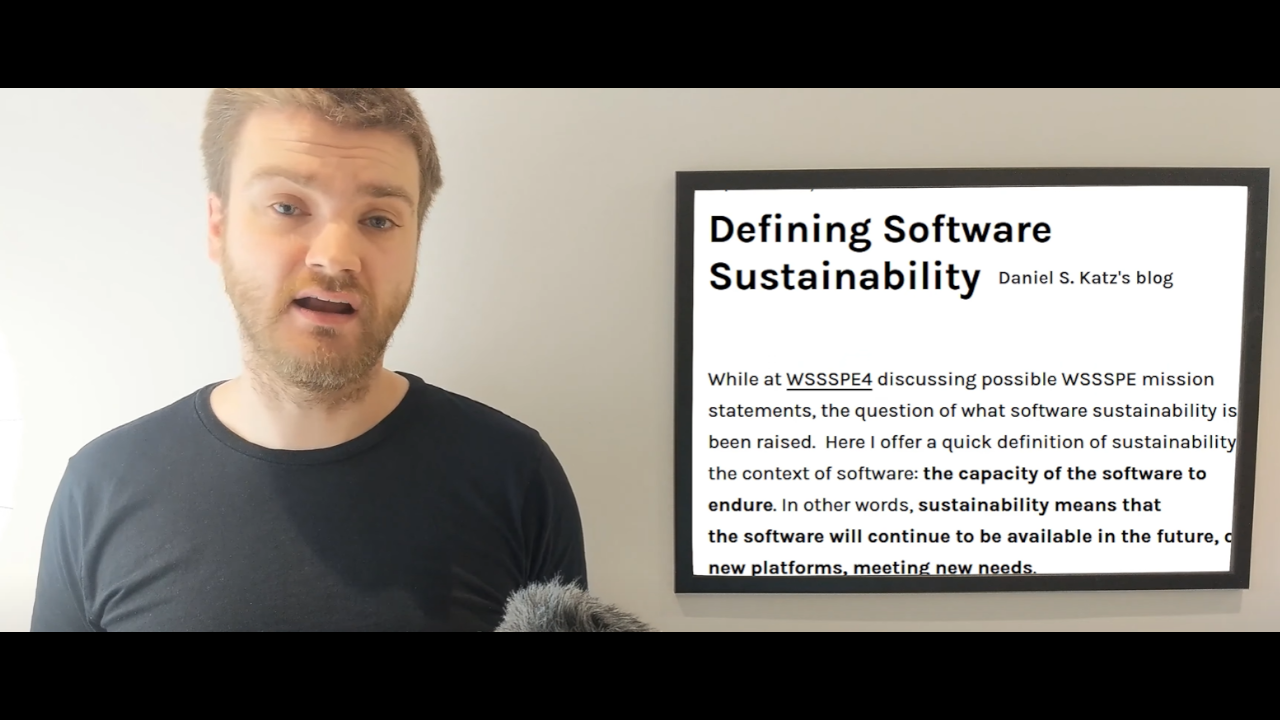 Defining Software
Sustainability Daniel S. Katz's blog
While at WSSSPE4 discussing possible WSSSPE mission
statements, the question of what software sustainability is
been raised. Here I offer a quick definition of sustainability
the context of software: the capacity of the software to
endure. In other words, sustainability means that
the software will continue to be available in the future,
new platforms, meeting new needs.